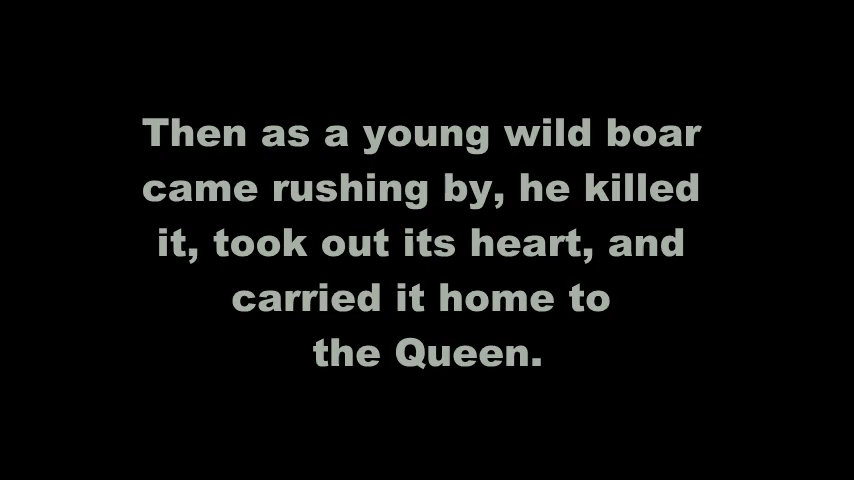 Then as a young wild boar
came rushing by, he killed
it, took out its heart, and
carried it home to
the Queen.